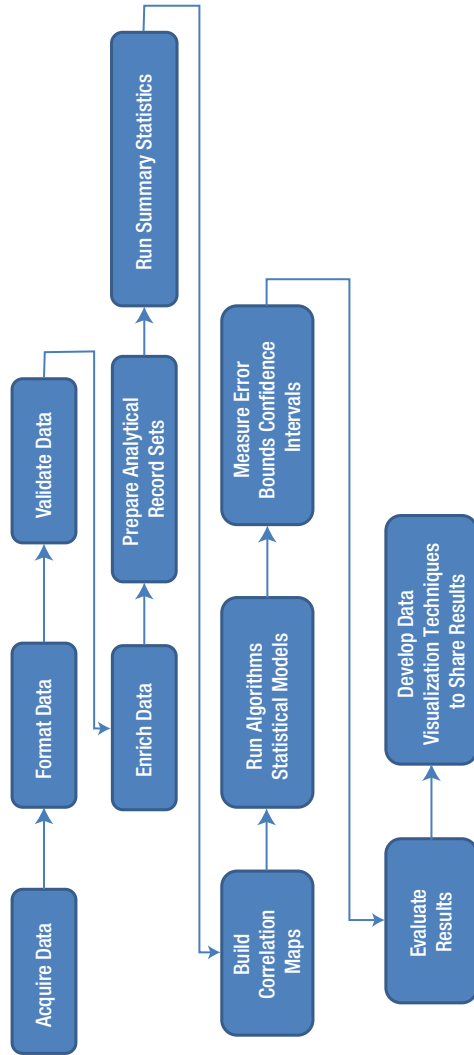 Acquire Data
Format Data
Validate Data
Enrich Data
Prepare Analytical
Record Sets
Run Summary Statistics
Build
Correlation
Maps
Run Algorithms
Statistical Models
Measure Error
Bounds Confidence
Intervals
Evaluate
Results
Develop Data
Visualization Techniques
to Share Results